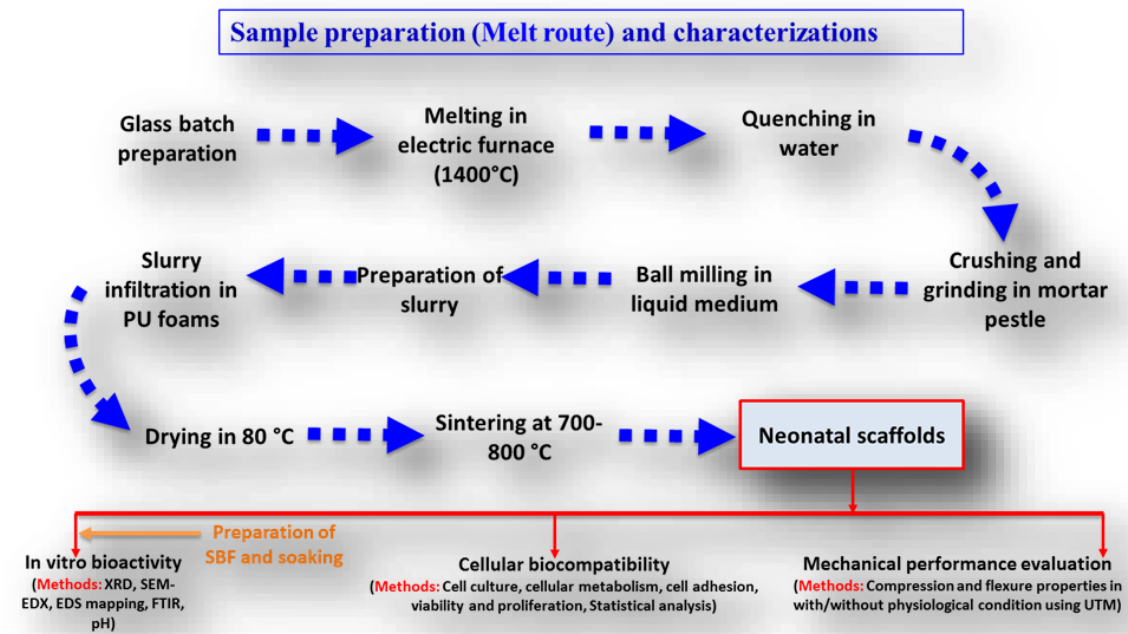 Sample preparation (Melt route) and characterizations
Glass batch
preparation
Melting in
electric furnace
(1400°C)
Quenching in
water
Crushing and
grinding in mortar
pestle
Ball milling in
liquid medium
Preparation of
slurry
Slurry
infiltration in
PU foams
Drying in 80 °C
Sintering at 700-
800 °C
Neonatal scaffolds
Preparation of
SBF and soaking
In vitro bioactivity
(Methods: XRD, SEM-
EDX, EDS mapping, FTIR,
pH)
Cellular biocompatibility
(Methods: Cell culture, cellular metabolism, cell adhesion,
viability and proliferation, Statistical analysis)
Mechanical performance evaluation
(Methods: Compression and flexure properties in
with/without physiological condition using UTM)